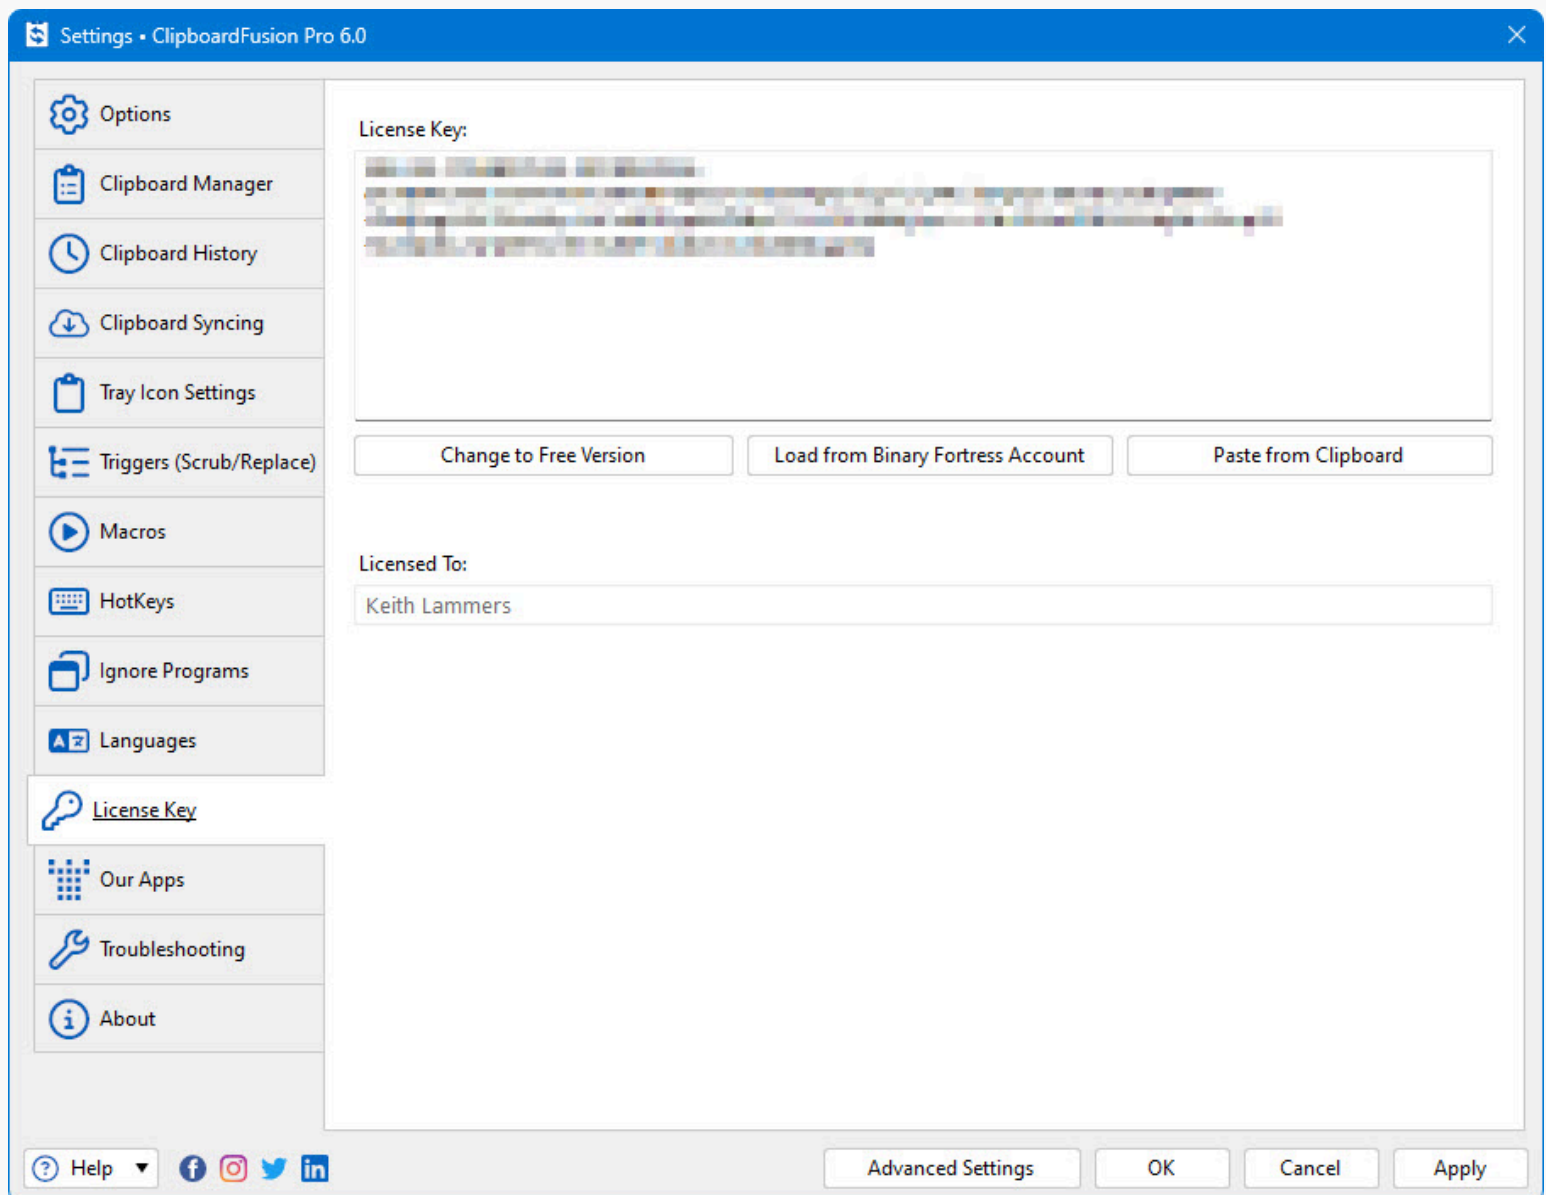 Settings • ClipboardFusion Pro 6.0
Options
Clipboard Manager
Clipboard History
Clipboard Syncing
Tray Icon Settings
Triggers (Scrub/Replace)
Macros
HotKeys
Ignore Programs
Languages
License Key
Our Apps
Troubleshooting
About
License Key:
Change to Free Version
Load from Binary Fortress Account
Paste from Clipboard
Licensed To:
Keith Lammers
Help
Advanced Settings
OK
Cancel
Apply